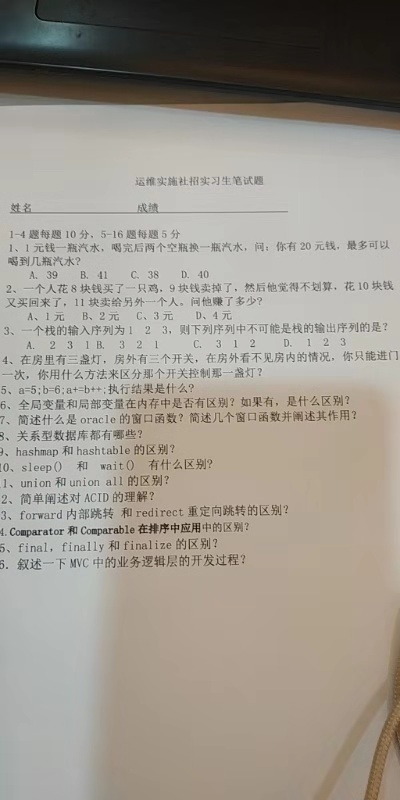 运维实施社招实习生笔试题
姓名 成绩
1-4 题每题 10 分，5-16 题每题 5 分
1、1 元钱一瓶汽水，喝完后两个空瓶换一瓶汽水，问：你有 20 元钱，最多可以
喝到几瓶汽水？
A. 39 B. 41 C. 38 D. 40
2、一个人花 8 块钱买了一只鸡，9 块钱卖掉了，然后他觉得不划算，花 10 块钱
又买回来了，11 块卖给另外一个人。问他赚了多少？
A、1 元 B、2 元 C、3 元 D、4 元
3、一个栈的输入序列为 1 2 3，则下列序列中不可能是栈的输出序列的是？
A. 2 3 1 B. 3 2 1 C. 3 1 2 D. 1 2 3
4、在房里有三盏灯，房外有三个开关，在房外看不见房内的情况，你只能进门
一次，你用什么方法来区分那个开关控制那一盏灯？
5、a=5;b=6;a+=b++;执行结果是什么？
6、全局变量和局部变量在内存中是否有区别？如果有，是什么区别？
7、简述什么是 oracle 的窗口函数？简述几个窗口函数并阐述其作用？
8、关系型数据库都有哪些？
9、hashmap 和 hashtable 的区别？
10、sleep() 和 wait() 有什么区别？
1、union 和 union all 的区别？
2、简单阐述对 ACID 的理解？
3、forward 内部跳转 和 redirect 重定向跳转的区别？
4.Comparator 和 Comparable 在排序中应用中的区别？
5、final，finally 和 finalize 的区别？
6. 叙述一下 MVC 中的业务逻辑层的开发过程？